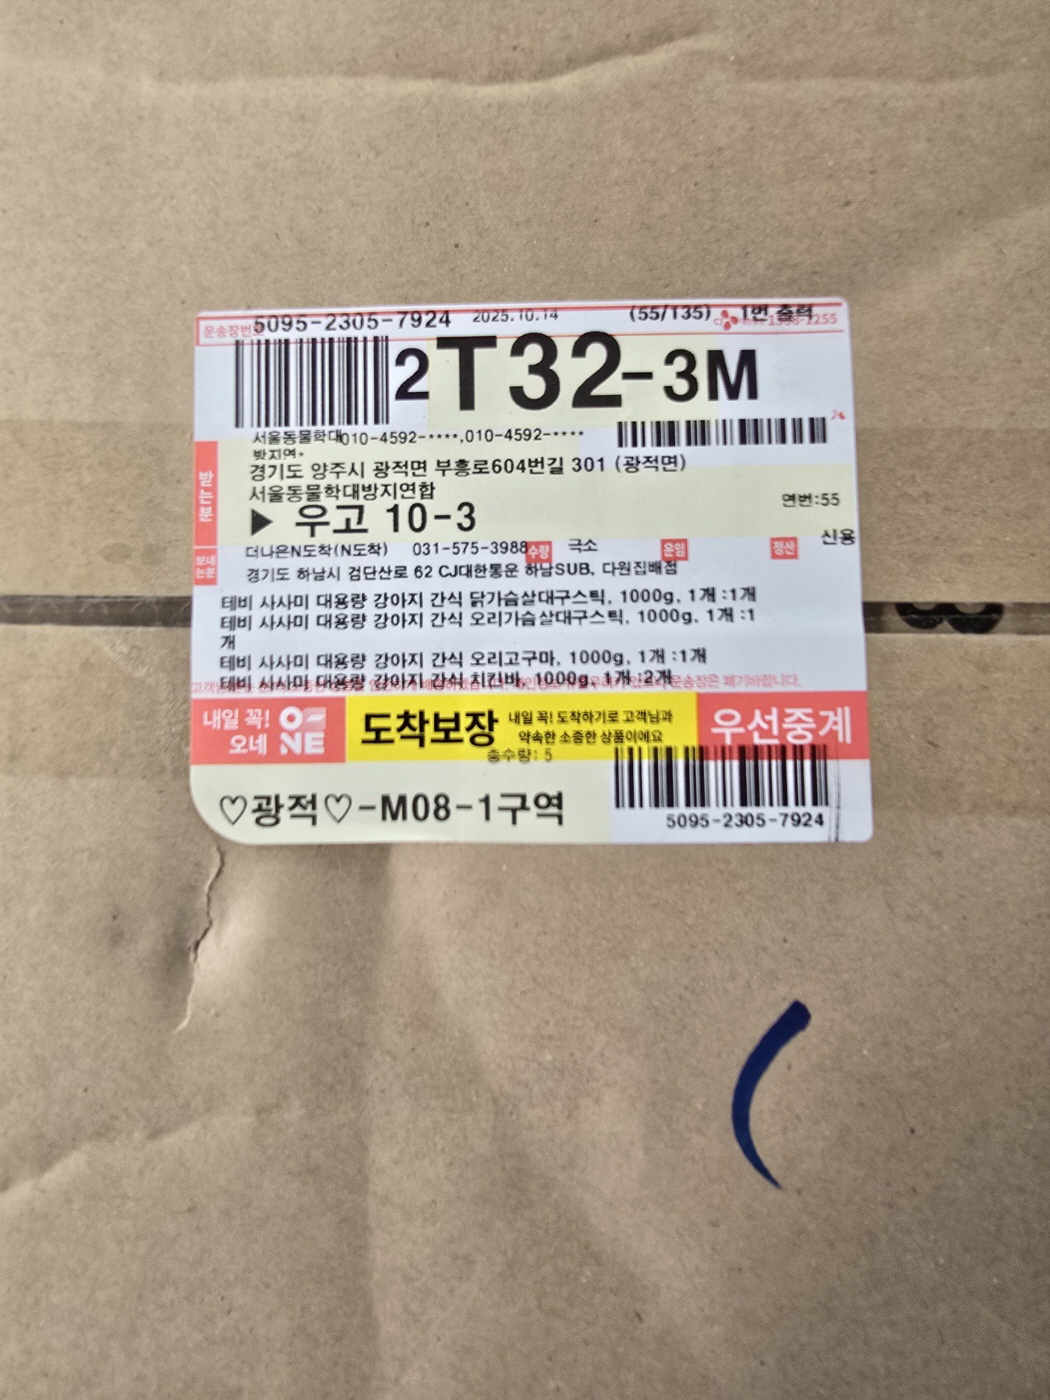 운송장번호 5095-2305-7924 2025.10.14 (55/135) 1번 출력
2T32-3M
서울동물학대 010-4592-****,010-4592-****
방지연*
받는분
경기도 양주시 광적면 부흥로604번길 301 (광적면)
서울동물학대방지연합
연번:55
▶ 우고 10-3
신용
보내는분
더나은N도착(N도착) 031-575-3988 수량 극소 운임 정산
경기도 하남시 검단산로 62 CJ대한통운 하남SUB, 다원집배점
테비 사사미 대용량 강아지 간식 닭가슴살대구스틱, 1000g, 1개 :1개
테비 사사미 대용량 강아지 간식 오리가슴살대구스틱, 1000g, 1개 :1
개
테비 사사미 대용량 강아지 간식 오리고구마, 1000g, 1개 :1개
테비 사사미 대용량 강아지 간식 치킨바, 1000g, 1개 :2개
운송장은 폐기바랍니다.
내일 꼭! 오네 ONE
도착보장
내일 꼭! 도착하기로 고객님과
약속한 소중한 상품이에요
우선중계
총수량: 5
♡광적♡-M08-1구역
5095-2305-7924